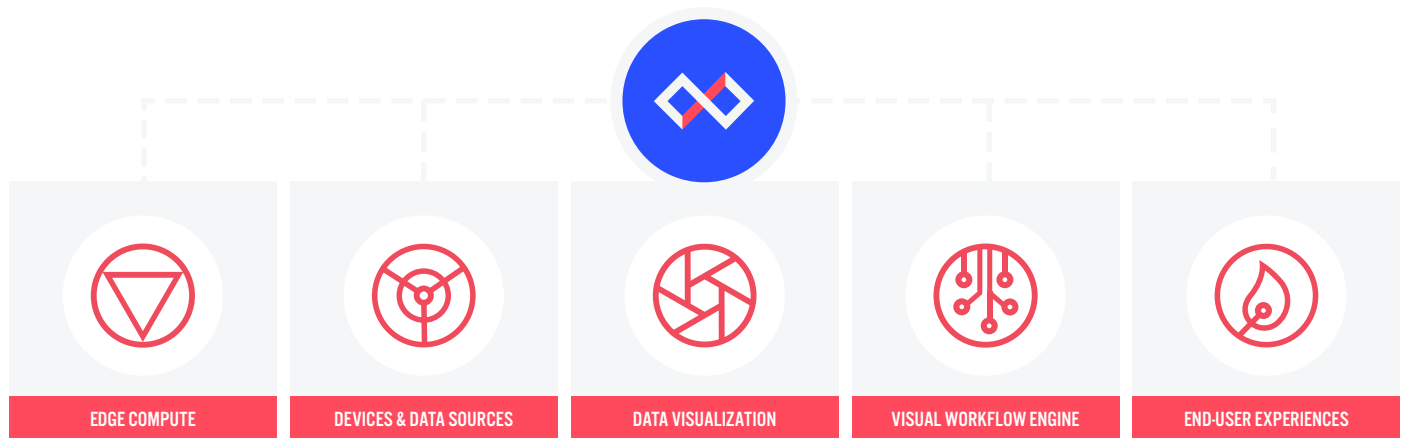 EDGE COMPUTE
DEVICES & DATA SOURCES
DATA VISUALIZATION
VISUAL WORKFLOW ENGINE
END-USER EXPERIENCES